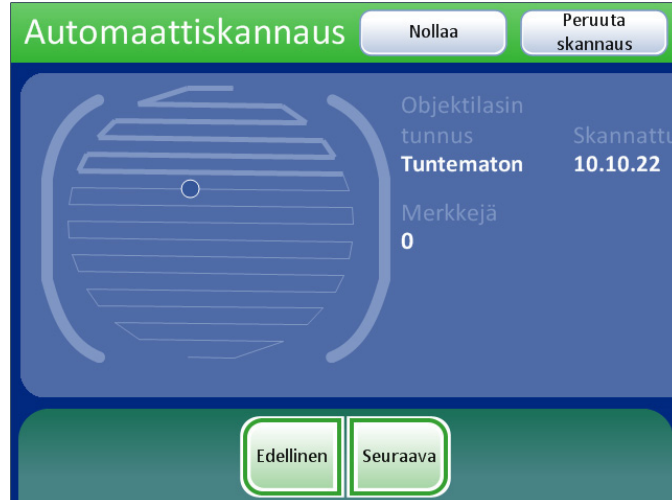 Automaattiskannaus
Nollaa
Peruuta
skannaus
Objektilasin
tunnus
Skannattu
Tuntematon
10.10.22
Merkkejä
0
Edellinen
Seuraava